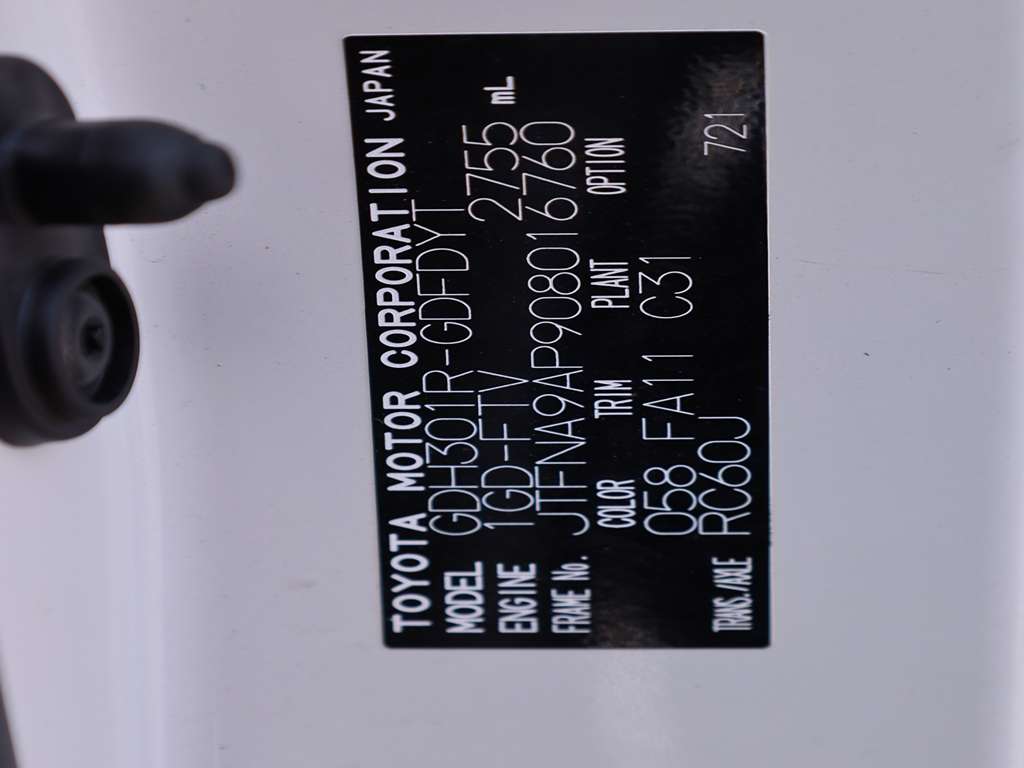 TOYOTA MOTOR CORPORATION JAPAN
MODEL GDH301R-GDFDYT
ENGINE 1GD-FTV 2755 mL
FRAME No. JTFNA9AP908016760
COLOR TRIM PLANT OPTION
058 FA11 C31
TRANS./AXLE RC60J 721